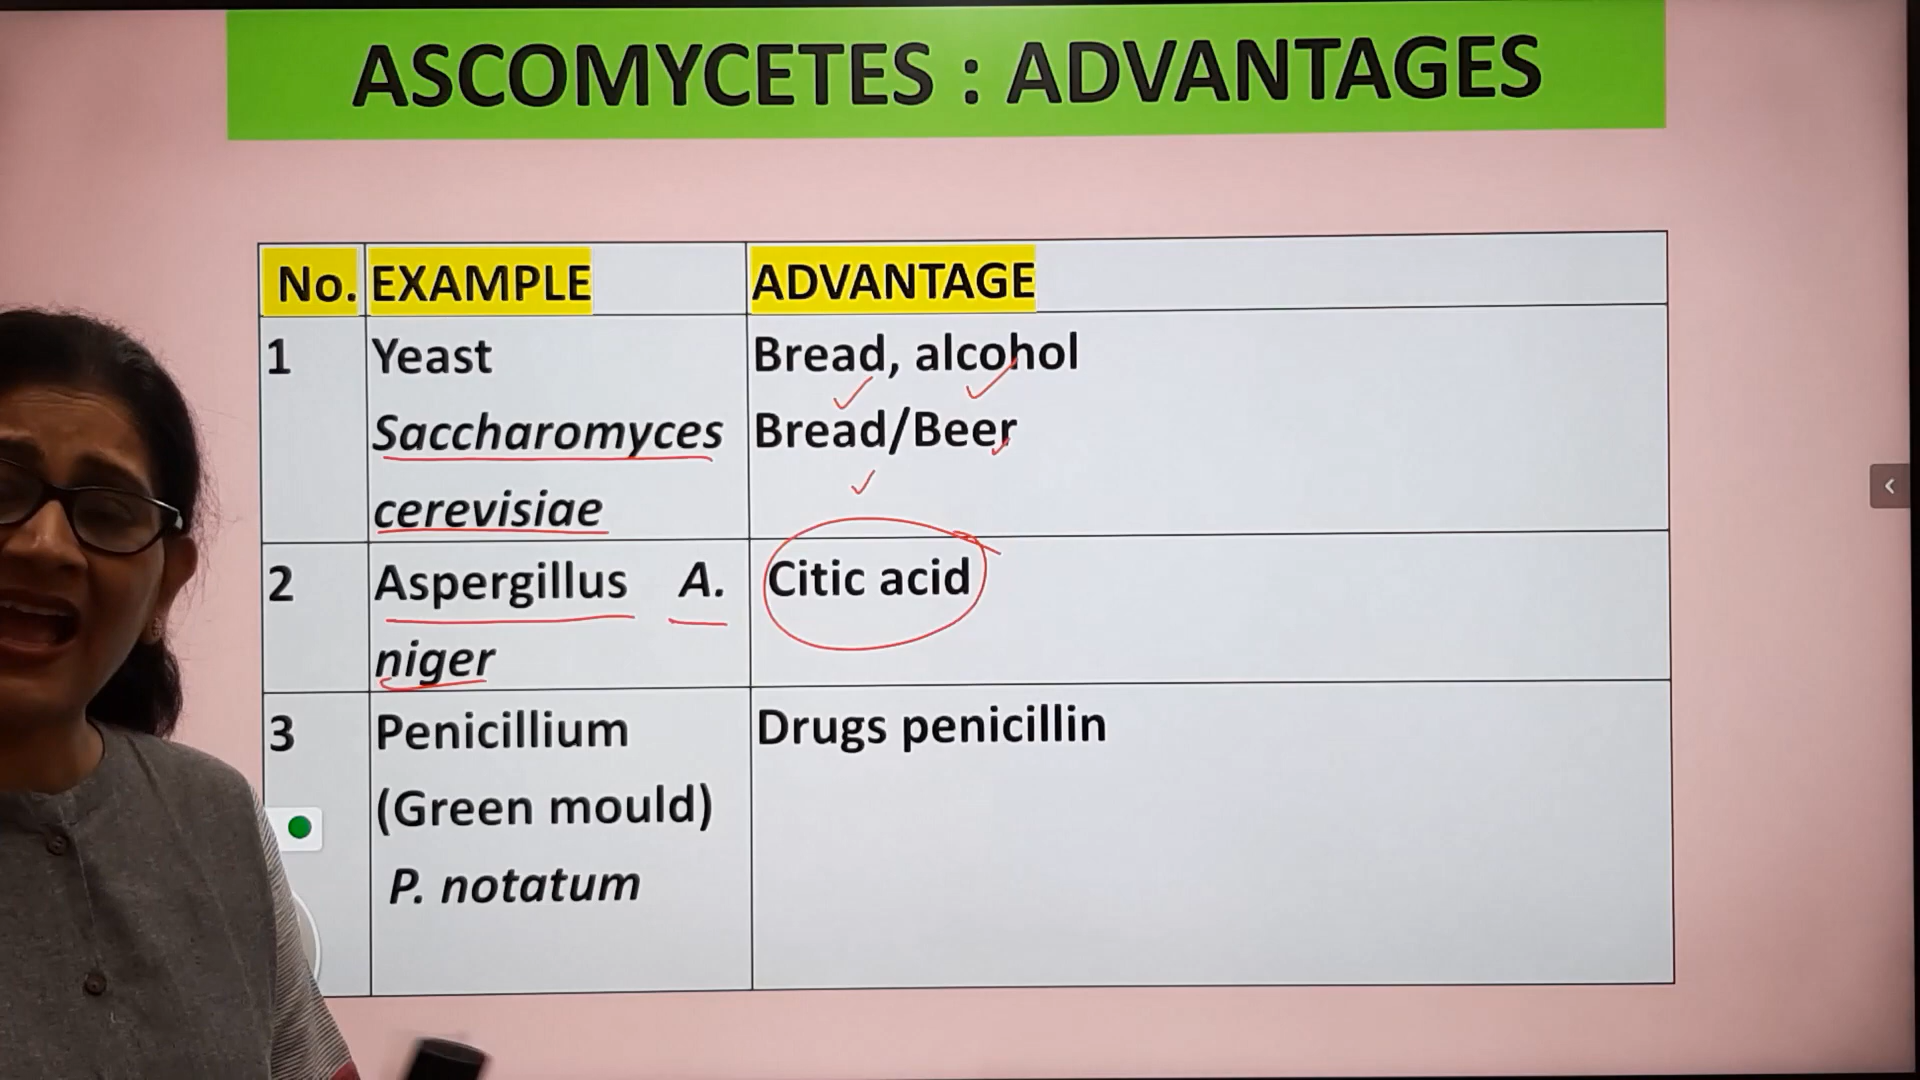 ASCOMYCETES : ADVANTAGES
No. EXAMPLE ADVANTAGE
1 Yeast Bread, alcohol
Saccharomyces Bread/Beer
cerevisiae
2 Aspergillus A. Citic acid
niger
3 Penicillium Drugs penicillin
(Green mould)
P. notatum